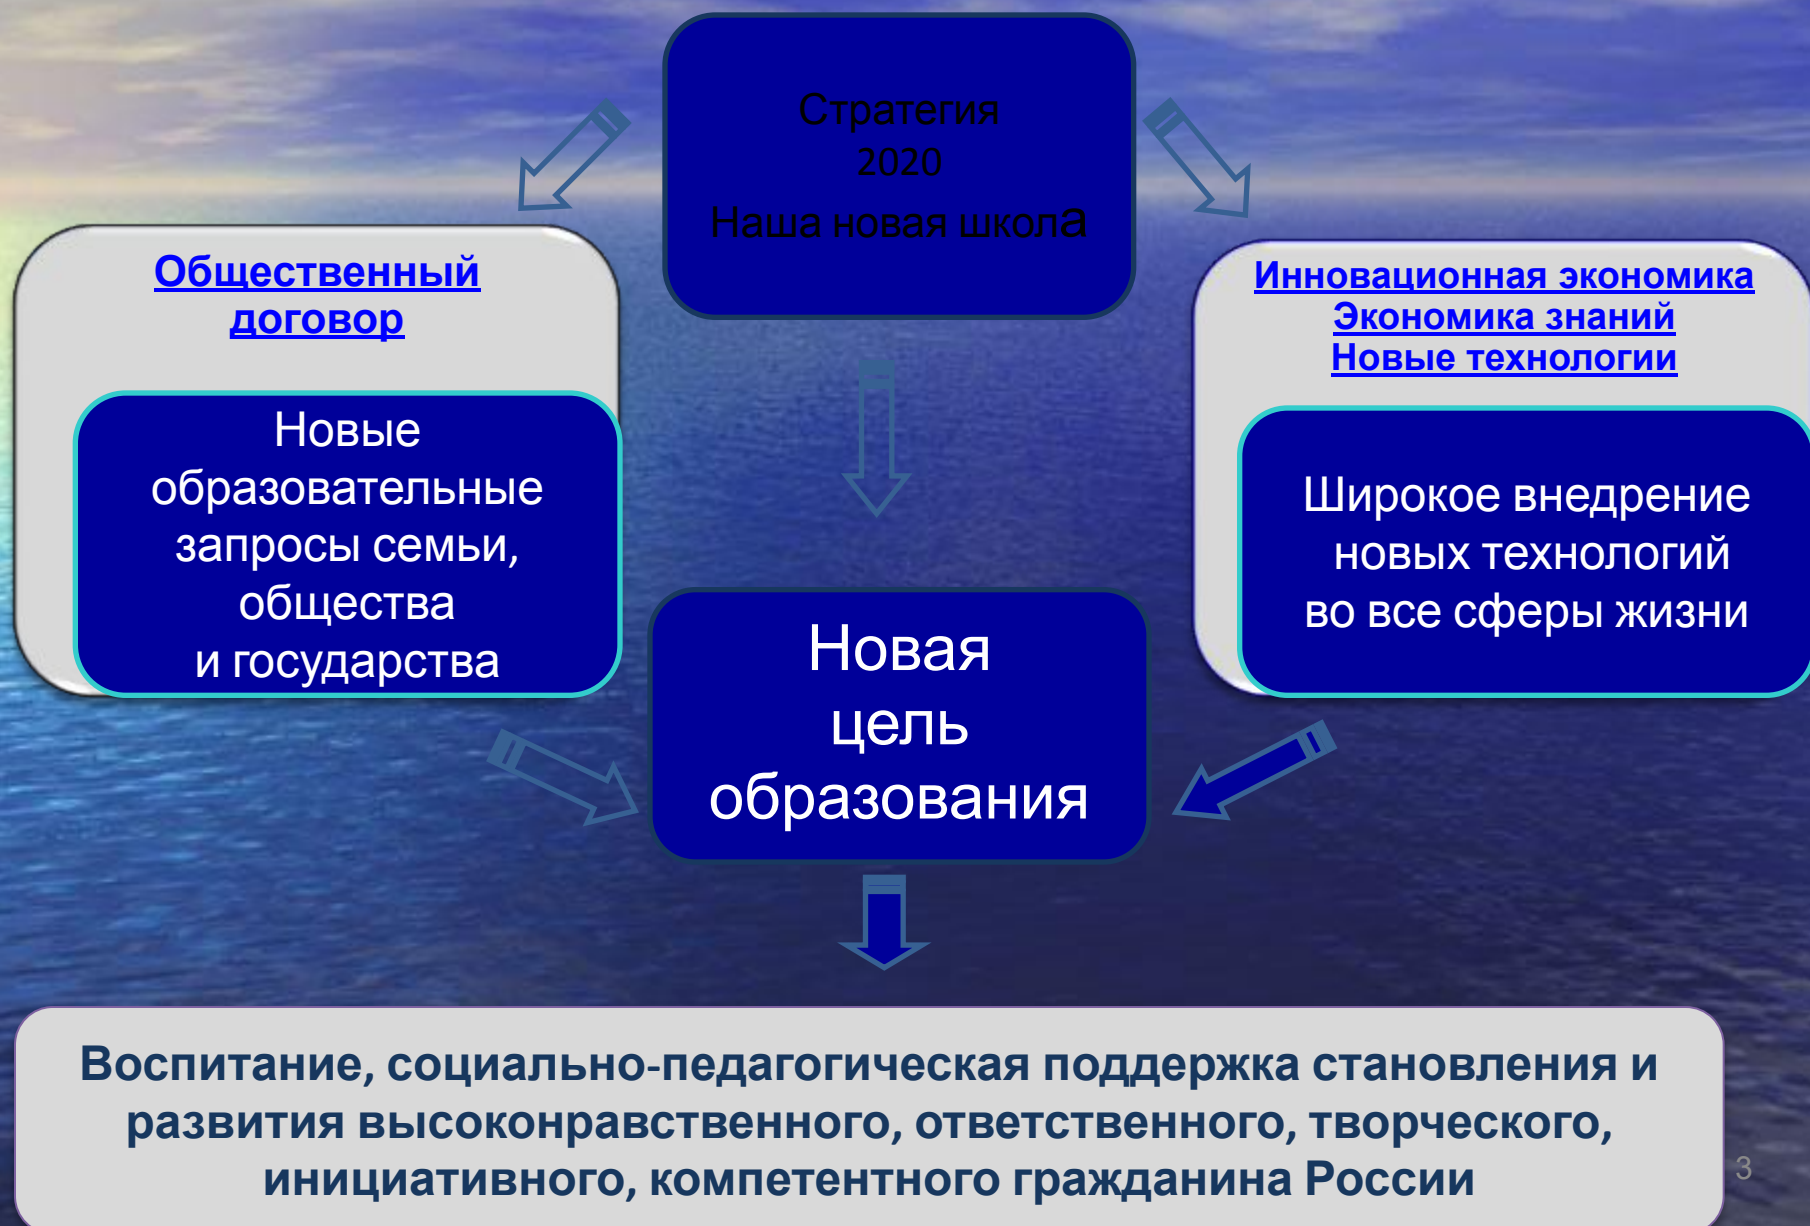 Стратегия
2020
Наша новая школа
Общественный
договор
Новые
образовательные
запросы семьи,
общества
и государства
Инновационная экономика
Экономика знаний
Новые технологии
Широкое внедрение
новых технологий
во все сферы жизни
Новая
цель
образования
Воспитание, социально-педагогическая поддержка становления и
развития высоконравственного, ответственного, творческого,
инициативного, компетентного гражданина России
3